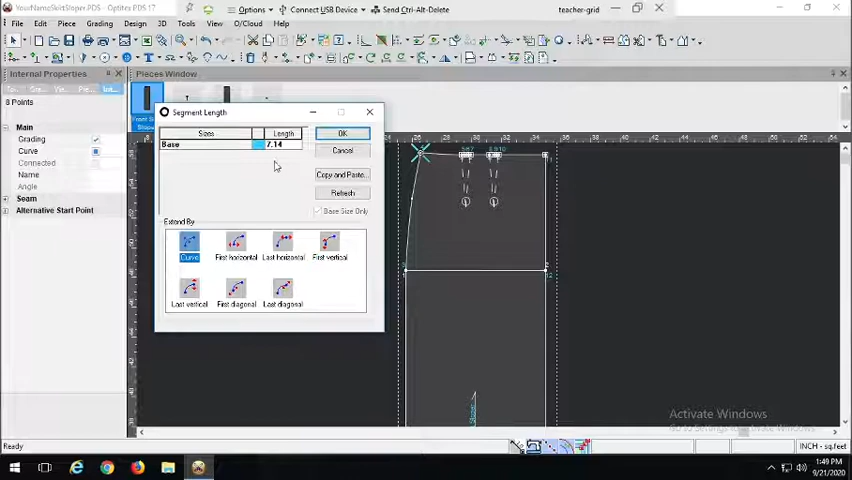 YourNameSkirtSloper.PDS - Optitex PDS 17
Options
Connect USB Device
Send Ctrl-Alt-Delete
teacher-grid
File Edit Piece Grading Design 3D Tools View O/Cloud Help
Internal Properties
Pieces Window
8 Points
Main
Grading
Curve
Connected
Name
Angle
Seam
Alternative Start Point
Segment Length
Sizes Length
Base 7.14
OK
Cancel
Copy and Paste...
Refresh
Base Size Only
Extend By
Curve First horizontal Last horizontal First vertical
Last vertical First diagonal Last diagonal
Activate Windows
Ready
INCH - sq.feet
1:49 PM
9/21/2020